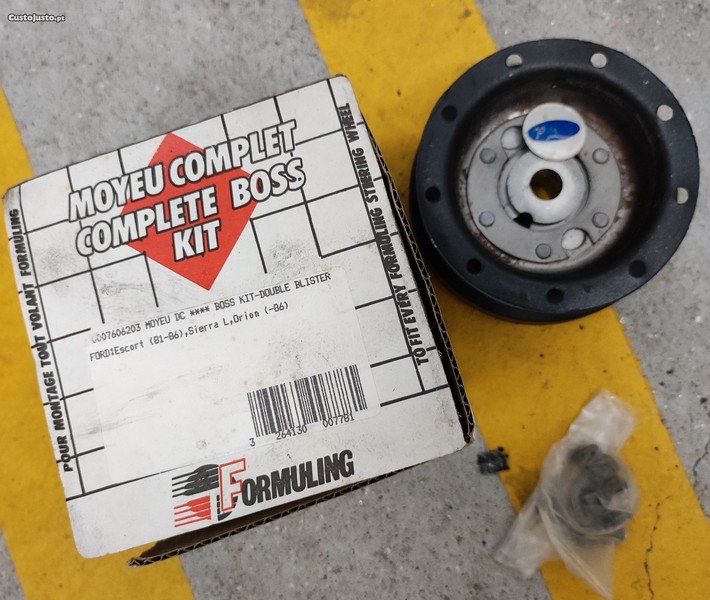 CustoJusto.pt
MOYEU COMPLET
COMPLETE BOSS
KIT
POUR MONTAGE TOUT VOLANT FORMULING
TO FIT EVERY FORMULING STEERING WHEEL
0007606203 MOYEU DC **** BOSS KIT-DOUBLE BLISTER
FORD:Escort (81-86),Sierra L,Orion (-86)
3 264130 007781
FORMULING